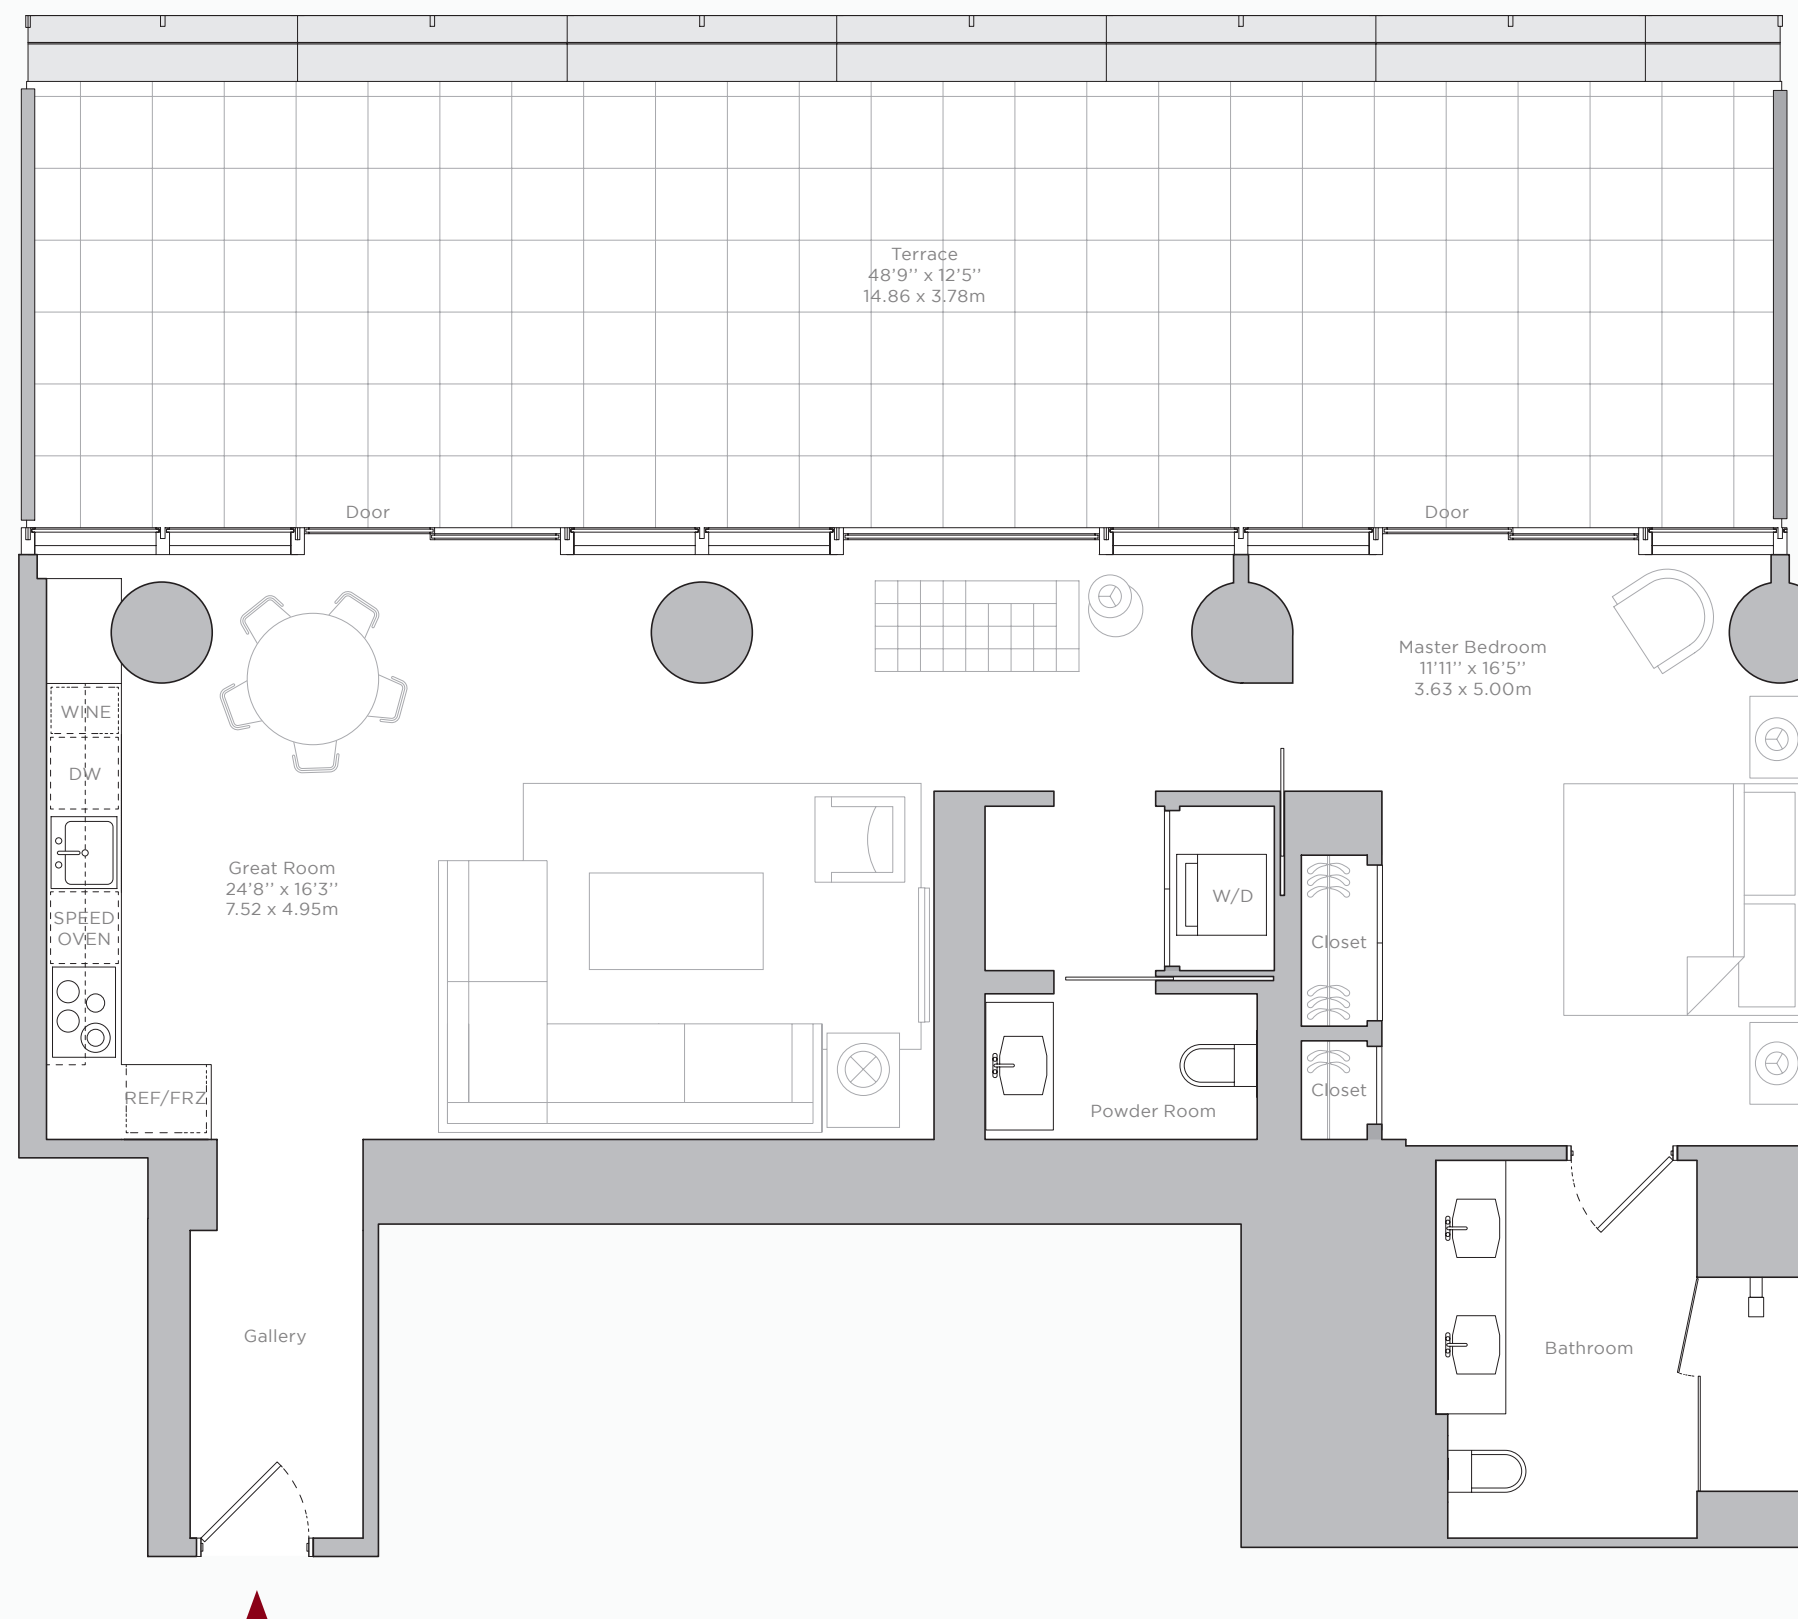 Terrace
48’9’’ x 12’5’’
14.86 x 3.78m
Door
Door
Master Bedroom
11’11’’ x 16’5’’
3.63 x 5.00m
WINE
DW
Great Room
24’8’’ x 16’3’’
7.52 x 4.95m
SPEED
OVEN
W/D
Closet
REF/FRZ
Powder Room
Closet
Gallery
Bathroom